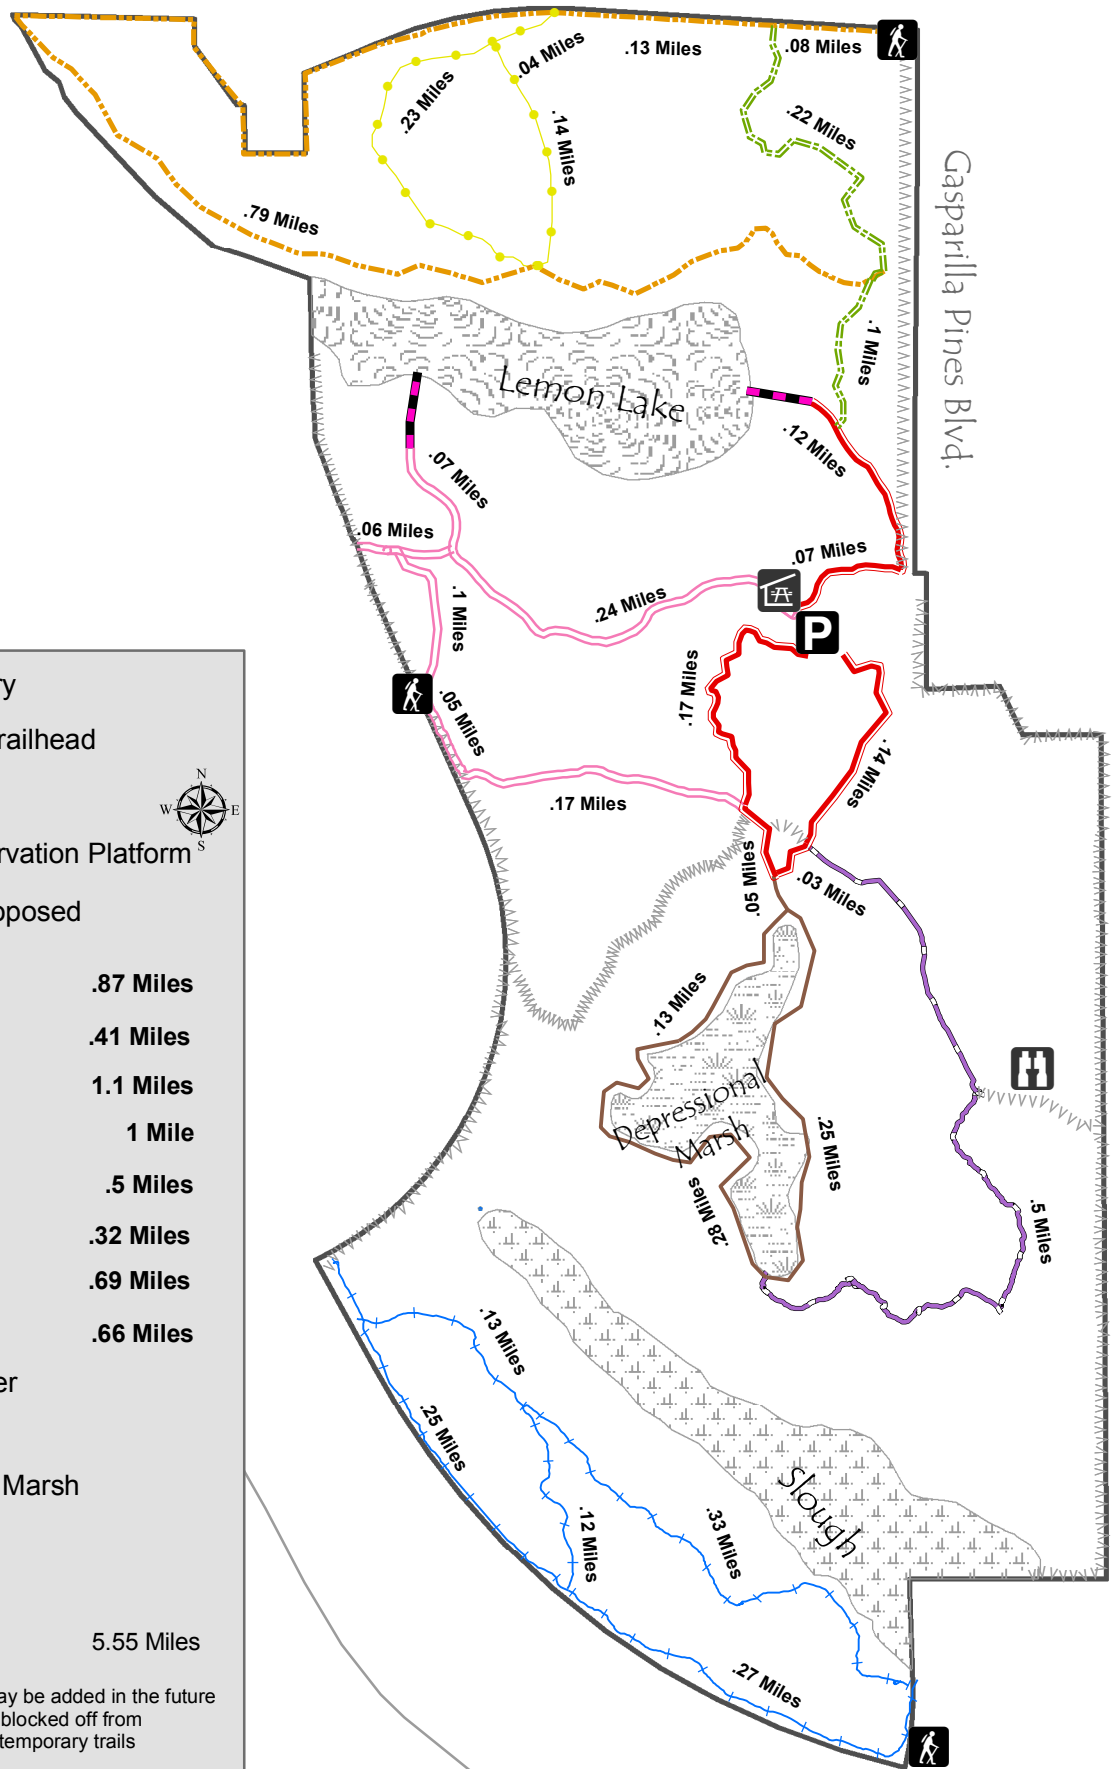 .04 Miles
.13 Miles
.08 Miles
.23 Miles
.14 Miles
.22 Miles
.79 Miles
Gasparilla Pines Blvd.
.1 Miles
Lemon Lake
.12 Miles
.07 Miles
.06 Miles
.07 Miles
.24 Miles
.1 Miles
P
.17 Miles
.05 Miles
.14 Miles
.17 Miles
.05 Miles
.03 Miles
.13 Miles
Depressional
Marsh
.25 Miles
.28 Miles
.5 Miles
.13 Miles
.25 Miles
.12 Miles
.33 Miles
Slough
.27 Miles
ry
railhead
N
W E
S
rvation Platform
oposed
.87 Miles
.41 Miles
1.1 Miles
1 Mile
.5 Miles
.32 Miles
.69 Miles
.66 Miles
er
Marsh
5.55 Miles
ay be added in the future
blocked off from
temporary trails